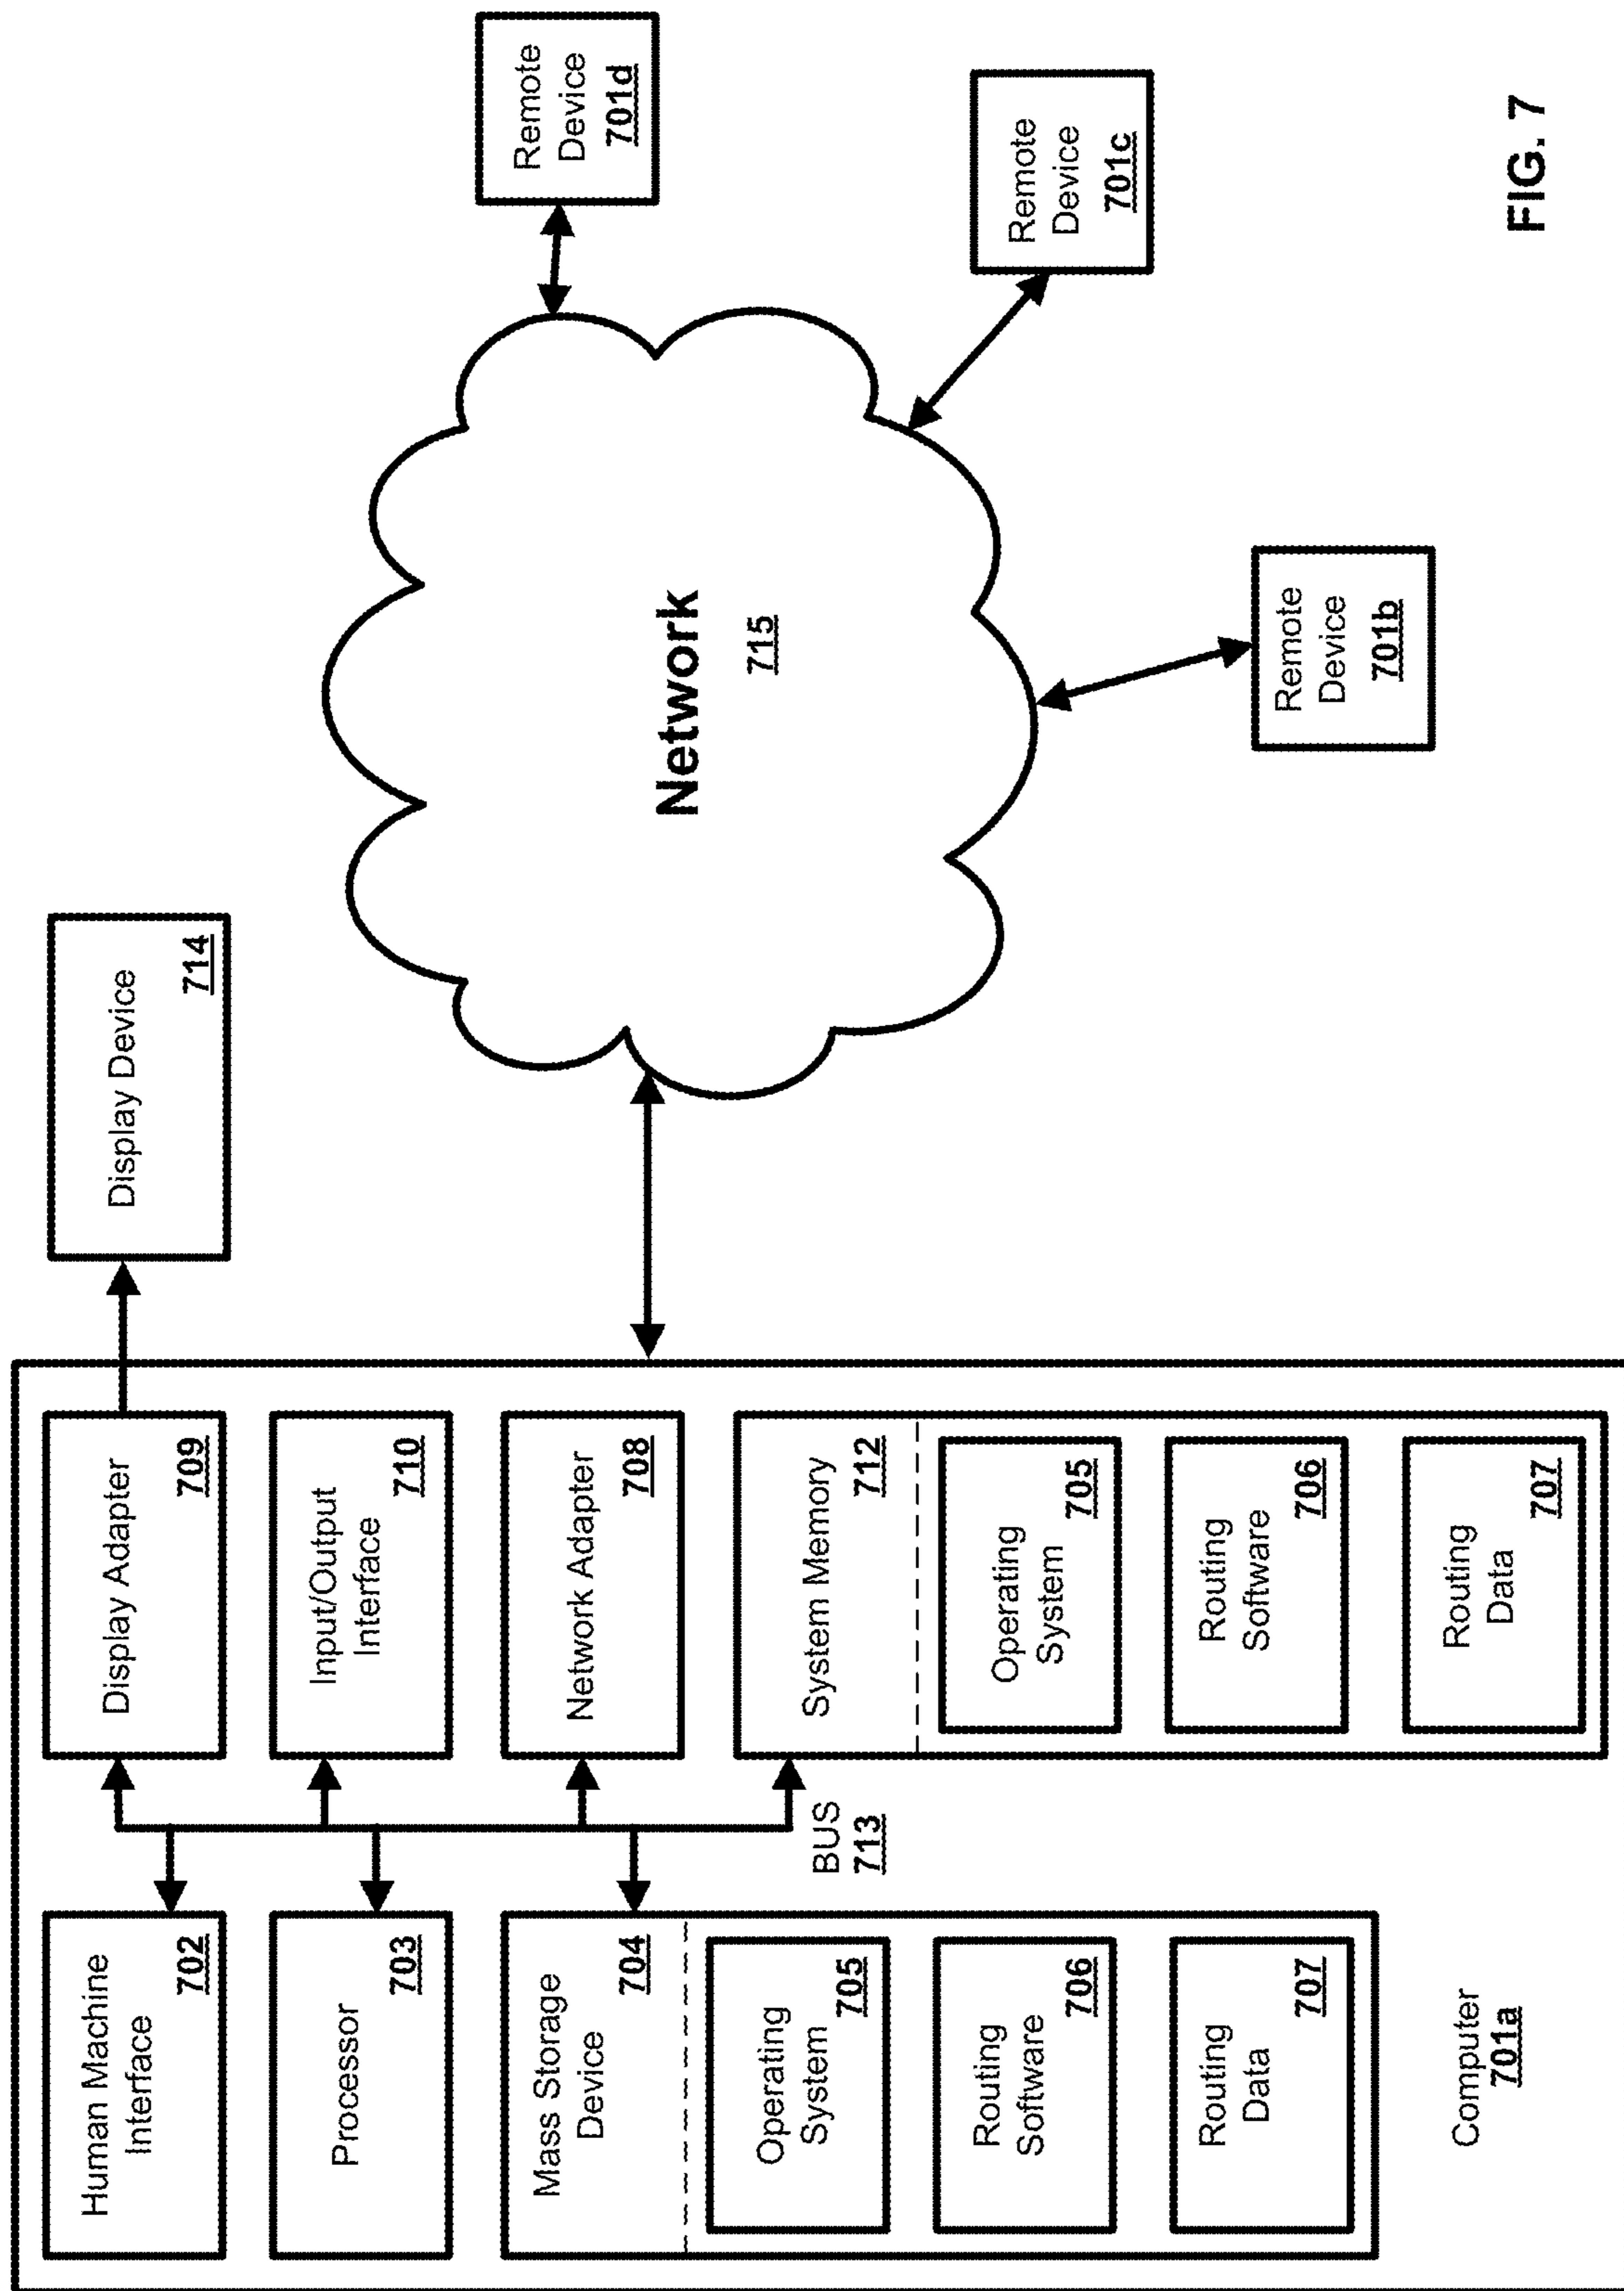 Human Machine
Interface
702
Processor
703
Mass Storage
Device
704
Operating
System
705
Routing
Software
706
Routing
Data
707
Computer
701a
BUS
713
Display Adapter
709
Input/Output
Interface
710
Network Adapter
708
System Memory
712
Operating
System
705
Routing
Software
706
Routing
Data
707
Display Device
714
Network
715
Remote
Device
701b
Remote
Device
701c
Remote
Device
701d
FIG. 7